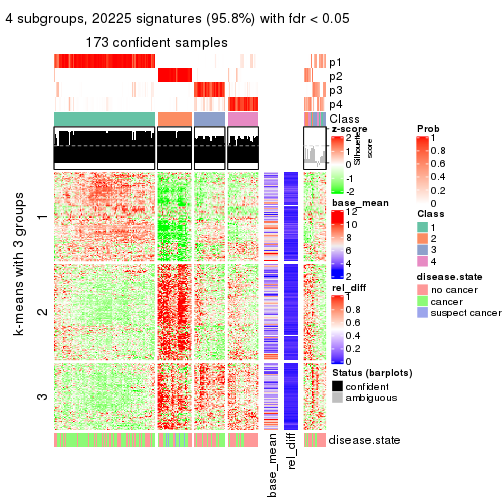 4 subgroups, 20225 signatures (95.8%) with fdr < 0.05
173 confident samples
p1
p2
p3
p4
Class
Silhouette
score
k-means with 3 groups
1
2
3
base_mean
rel_diff
disease.state
z-score
2
1
0
-1
-2
base_mean
12
10
8
6
4
2
rel_diff
1
0.8
0.6
0.4
0.2
0
Status (barplots)
confident
ambiguous
Prob
1
0.8
0.6
0.4
0.2
0
Class
1
2
3
4
disease.state
no cancer
cancer
suspect cancer